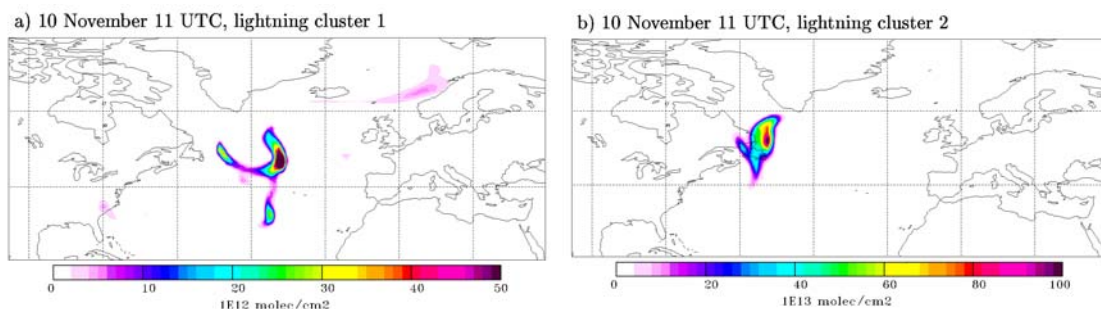 a) 10 November 11 UTC, lightning cluster 1
0 10 20 30 40 50
1E12 molec/cm2
b) 10 November 11 UTC, lightning cluster 2
0 20 40 60 80 100
1E13 molec/cm2